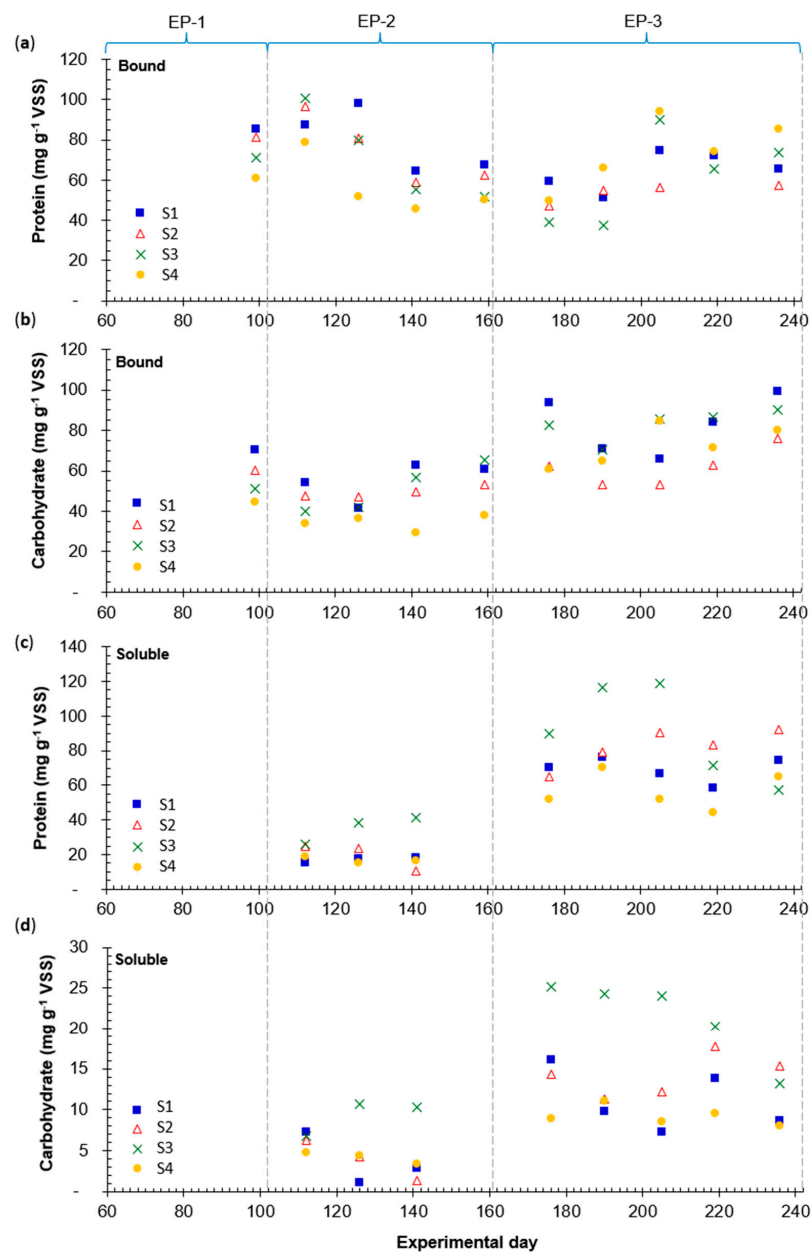 EP-1 EP-2 EP-3
(a)
Bound
Protein (mg g-1 VSS)
120
100
80
60
40
20
-
S1
S2
S3
S4
60 80 100 120 140 160 180 200 220 240
(b)
Bound
Carbohydrate (mg g-1 VSS)
120
100
80
60
40
20
-
S1
S2
S3
S4
60 80 100 120 140 160 180 200 220 240
(c)
Soluble
Protein (mg g-1 VSS)
140
120
100
80
60
40
20
-
S1
S2
S3
S4
60 80 100 120 140 160 180 200 220 240
(d)
Soluble
Carbohydrate (mg g-1 VSS)
30
25
20
15
10
5
-
S1
S2
S3
S4
60 80 100 120 140 160 180 200 220 240
Experimental day